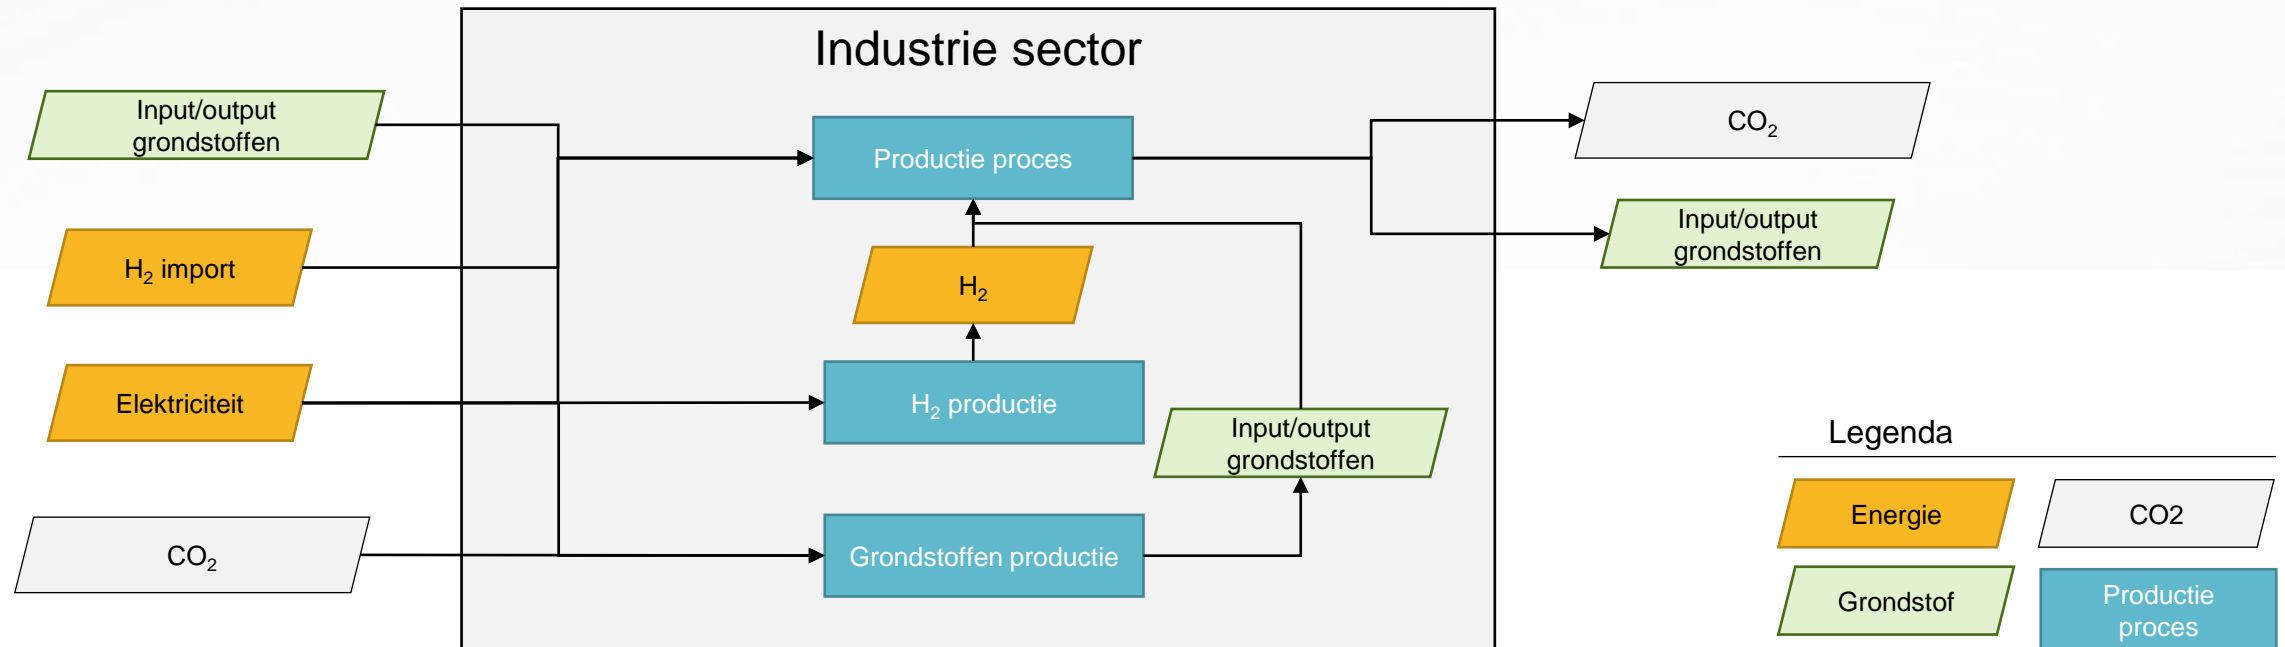 Industrie sector
Input/output
grondstoffen
H₂ import
Elektriciteit
CO₂
Productie proces
H₂
H₂ productie
Input/output
grondstoffen
Grondstoffen productie
CO₂
Input/output
grondstoffen
Legenda
Energie
CO2
Grondstof
Productie
proces